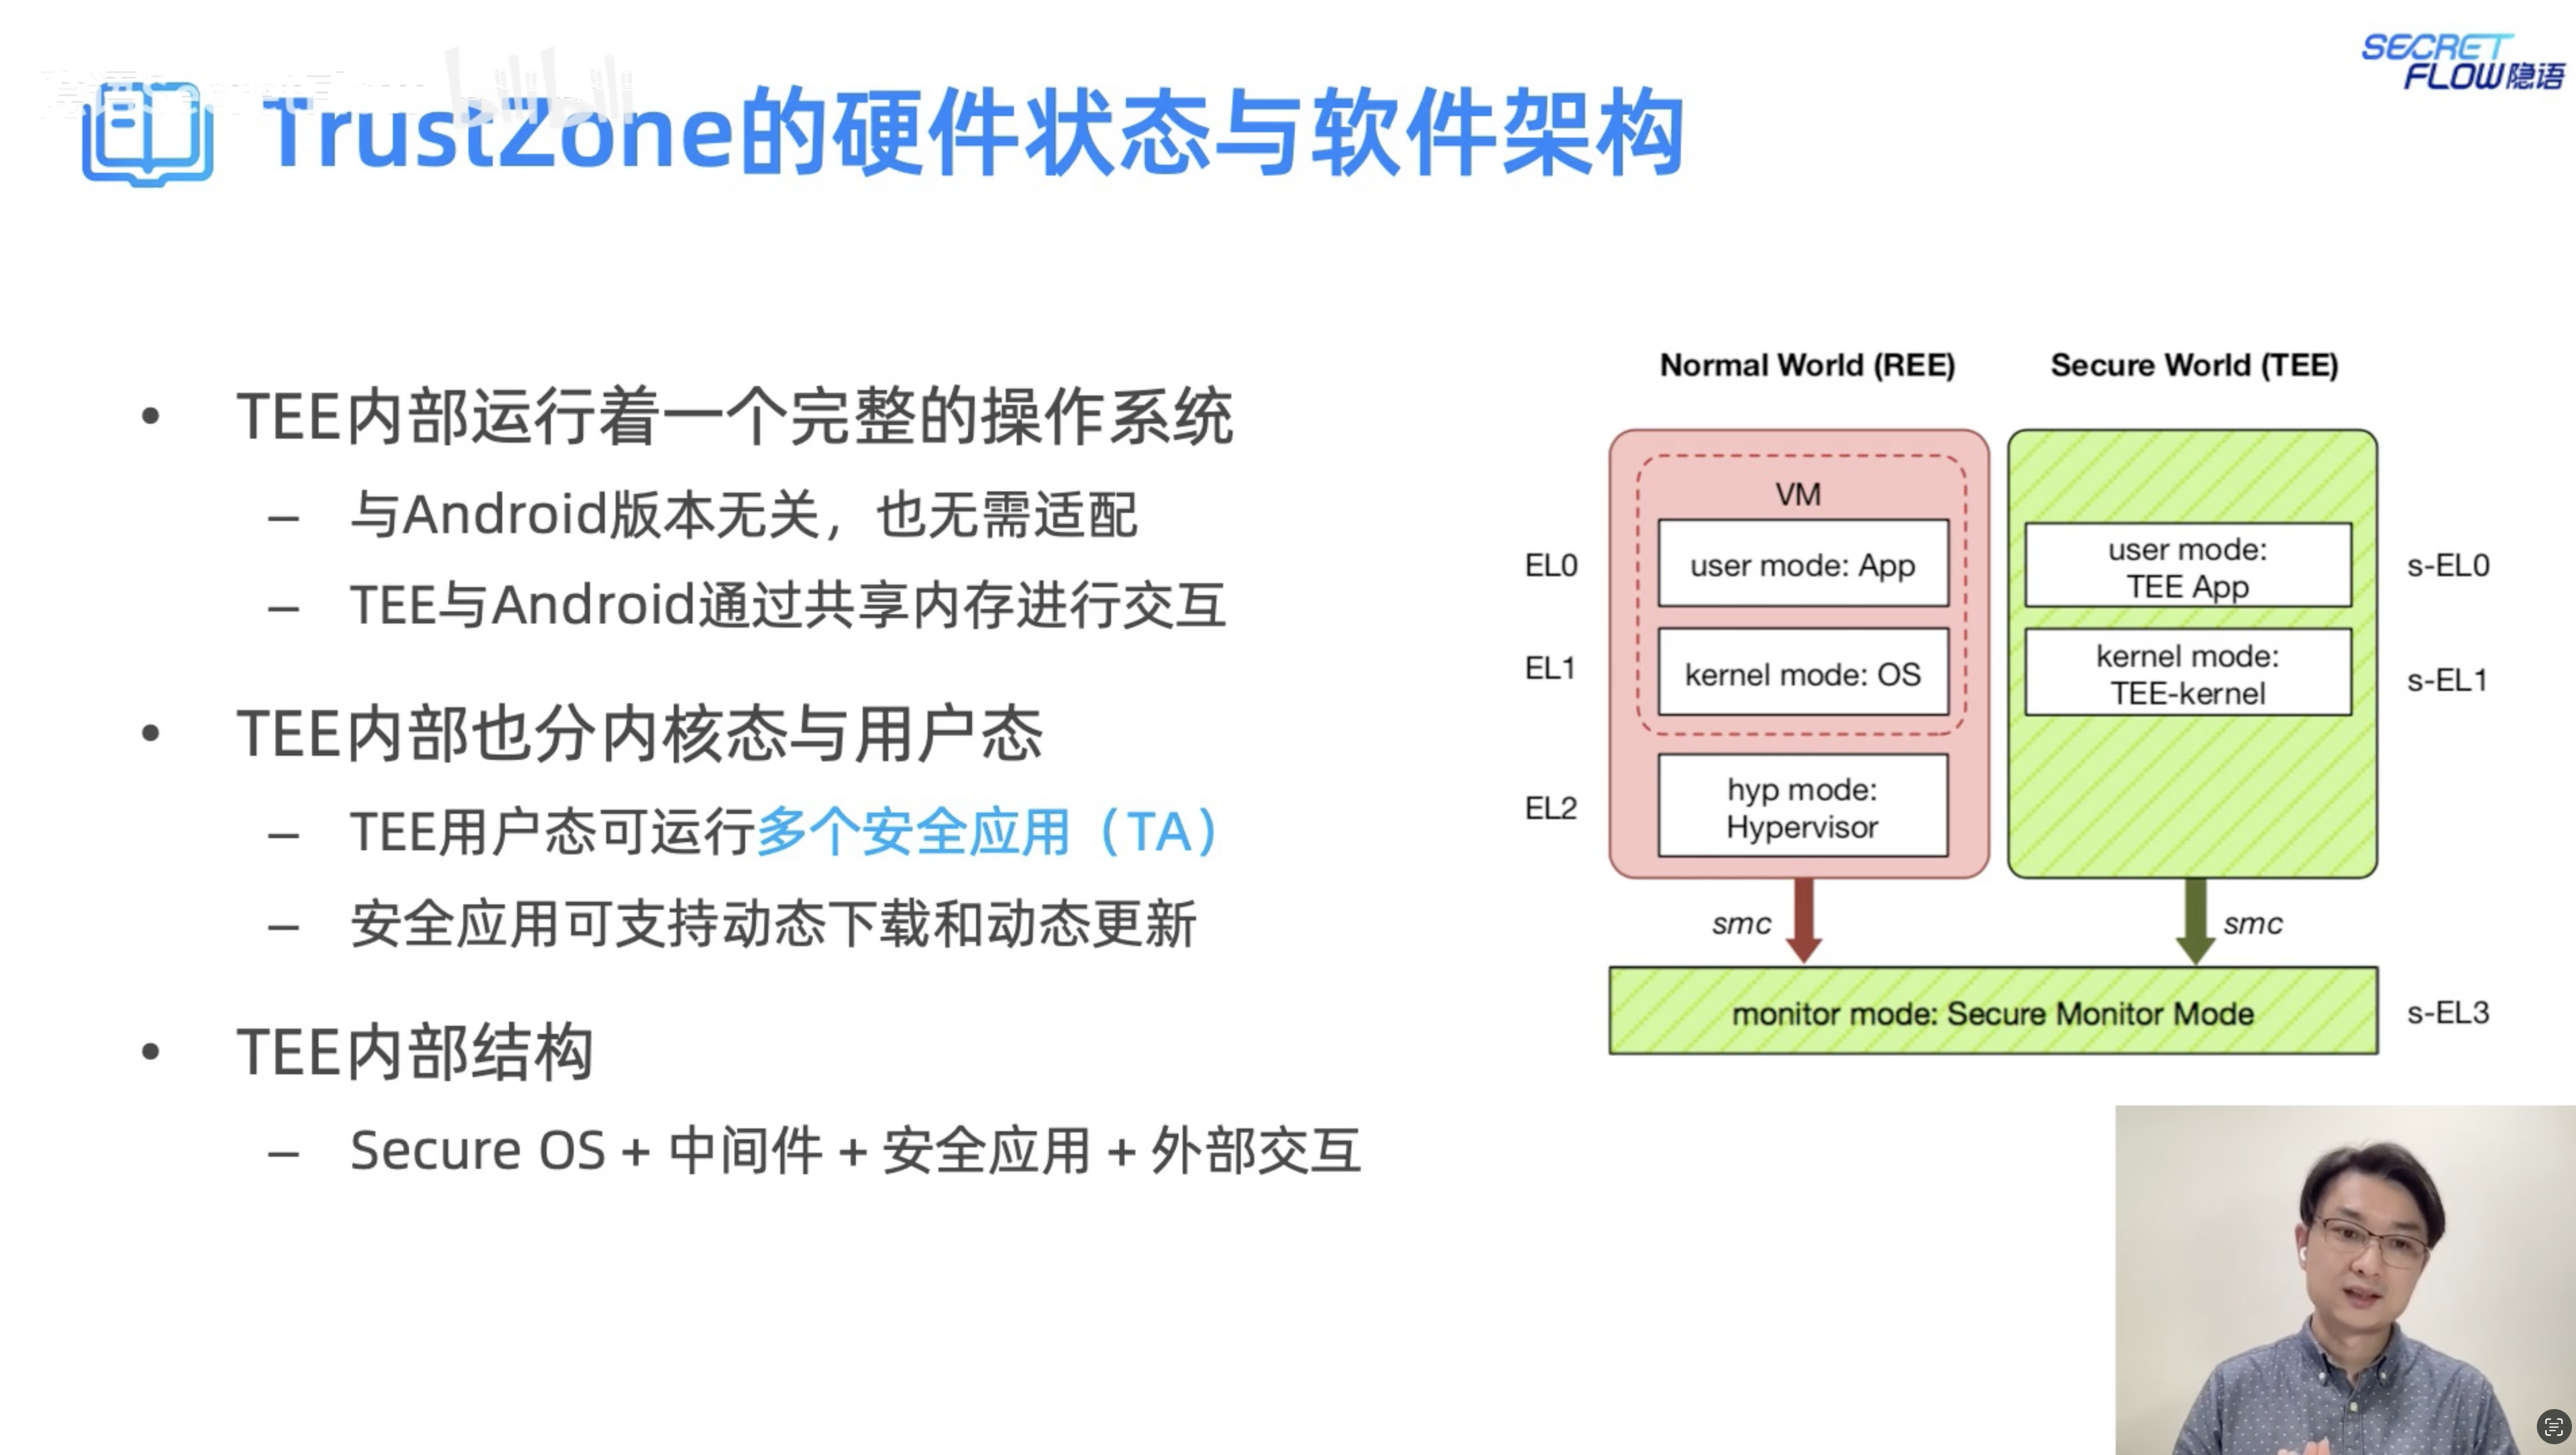 SECRET
FLOW隐语
bilibili
TrustZone的硬件状态与软件架构
• TEE内部运行着一个完整的操作系统
– 与Android版本无关，也无需适配
– TEE与Android通过共享内存进行交互
• TEE内部也分内核态与用户态
– TEE用户态可运行多个安全应用（TA）
– 安全应用可支持动态下载和动态更新
• TEE内部结构
– Secure OS + 中间件 + 安全应用 + 外部交互
Normal World (REE)
Secure World (TEE)
VM
EL0
user mode: App
user mode:
TEE App
s-EL0
EL1
kernel mode: OS
kernel mode:
TEE-kernel
s-EL1
EL2
hyp mode:
Hypervisor
smc
smc
monitor mode: Secure Monitor Mode
s-EL3